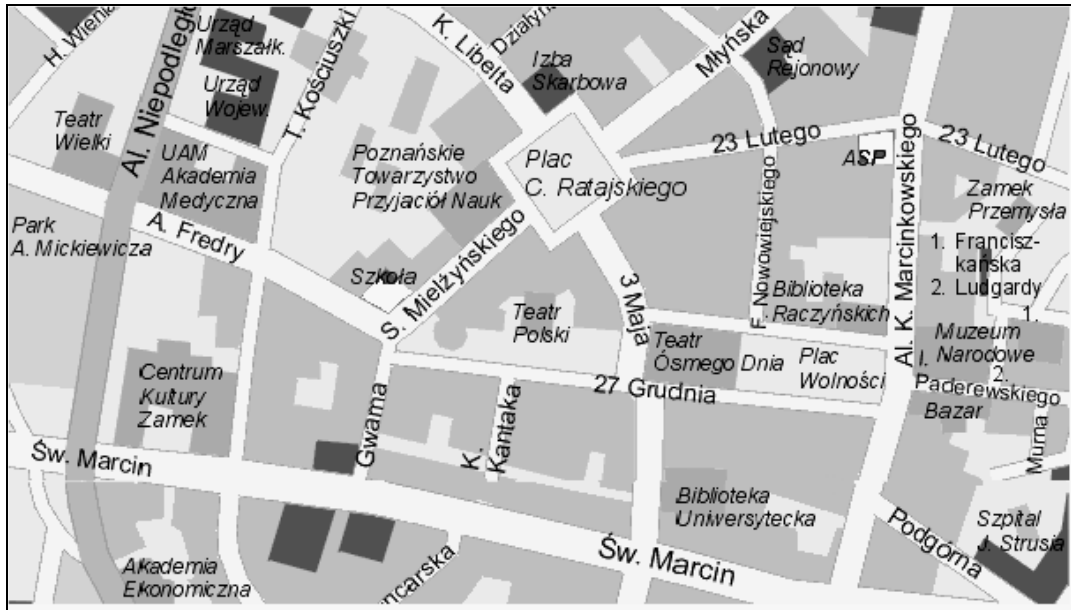 H. Wienia
Al. Niepodległo
Urząd
Marszałk.
Urząd
Wojew.
T. Kościuszki
K. Libelta
Działyń
Izba
Skarbowa
Młyńska
Sąd
Rejonowy
Teatr
Wielki
UAM
Akademia
Medyczna
Poznańskie
Towarzystwo
Przyjaciół Nauk
Plac
C. Ratajskiego
23 Lutego
ASP
23 Lutego
Zamek
Przemysła
Park
A. Mickiewicza
A. Fredry
Szkoła
S. Mielżyńskiego
3 Maja
F. Nowowiejskiego
Al. K. Marcinkowskiego
1. Francisz-
kańska
2. Ludgardy
1.
Biblioteka
Raczyńskich
Teatr
Polski
Teatr
Ósmego Dnia
Plac
Wolności
Muzeum
Narodowe
2.
I.
Paderewskiego
Bazar
Centrum
Kultury
Zamek
27 Grudnia
Gwarna
K.
Kantaka
Murna
Św. Marcin
Biblioteka
Uniwersytecka
Podgórna
Szpital
J. Strusia
Św. Marcin
Akademia
Ekonomiczna
ncarska